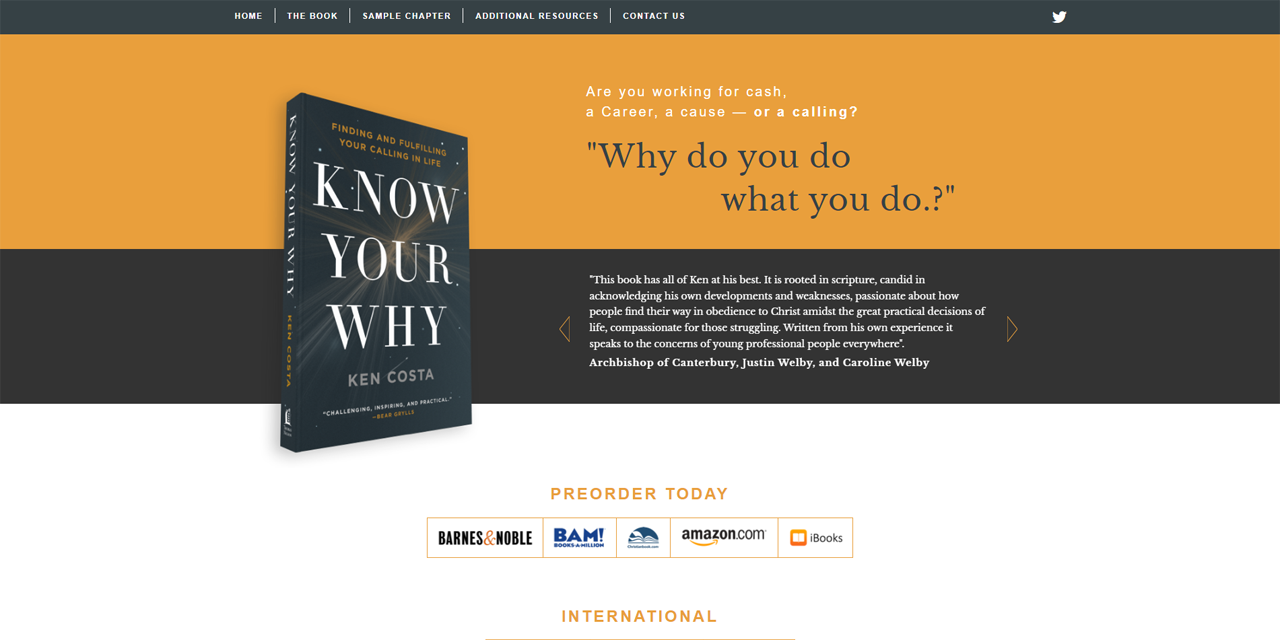 HOME
THE BOOK
SAMPLE CHAPTER
ADDITIONAL RESOURCES
CONTACT US
FINDING AND FULFILLING
YOUR CALLING IN LIFE
KNOW
YOUR
WHY
KEN COSTA
"CHALLENGING, INSPIRING, AND PRACTICAL."
—BEAR GRYLLS
KNOW YOUR WHY
KEN COSTA
Are you working for cash,
a Career, a cause — or a calling?
"Why do you do
what you do.?"
"This book has all of Ken at his best. It is rooted in scripture, candid in
acknowledging his own developments and weaknesses, passionate about how
people find their way in obedience to Christ amidst the great practical decisions of
life, compassionate for those struggling. Written from his own experience it
speaks to the concerns of young professional people everywhere".
Archbishop of Canterbury, Justin Welby, and Caroline Welby
PREORDER TODAY
BARNES&NOBLE
BAM!
BOOKS-A-MILLION
Christianbook.com
amazon.com
iBooks
INTERNATIONAL